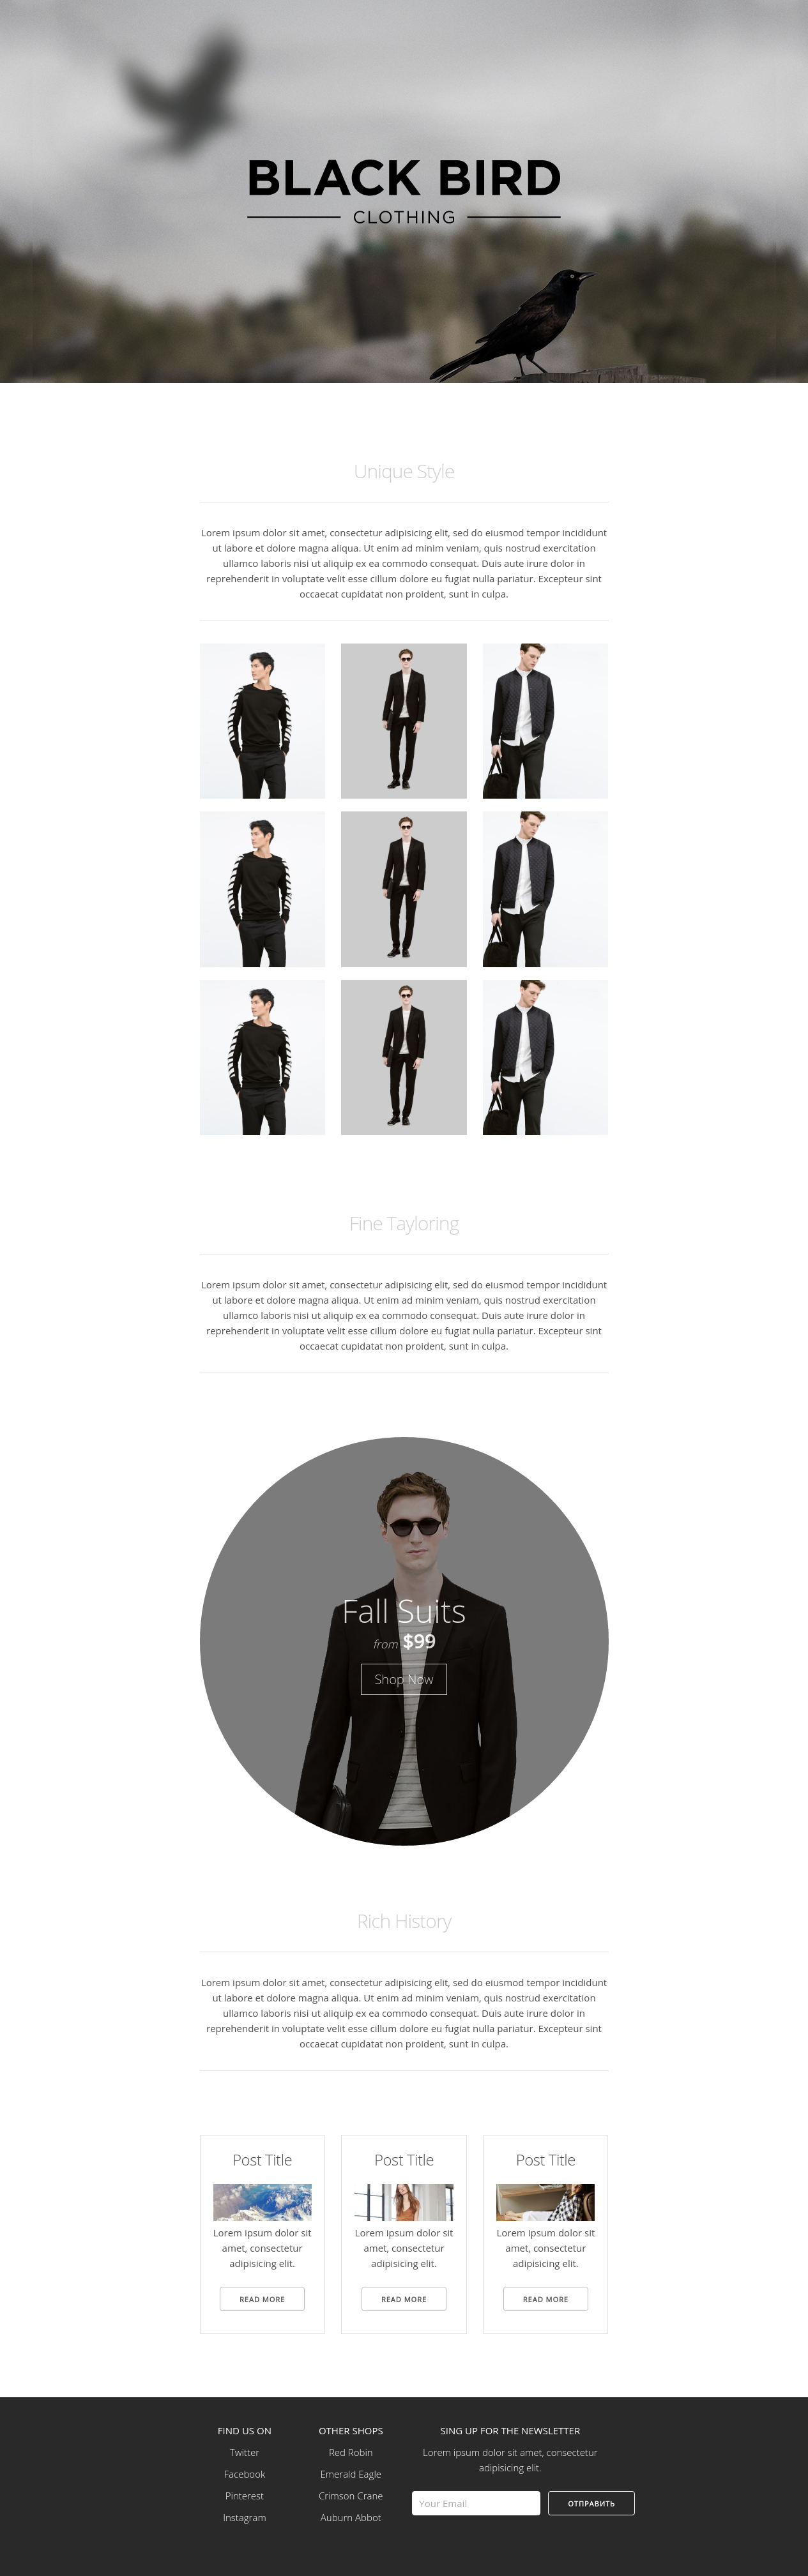 BLACK BIRD
CLOTHING
Unique Style
Lorem ipsum dolor sit amet, consectetur adipisicing elit, sed do eiusmod tempor incididunt
ut labore et dolore magna aliqua. Ut enim ad minim veniam, quis nostrud exercitation
ullamco laboris nisi ut aliquip ex ea commodo consequat. Duis aute irure dolor in
reprehenderit in voluptate velit esse cillum dolore eu fugiat nulla pariatur. Excepteur sint
occaecat cupidatat non proident, sunt in culpa.
Fine Tayloring
Lorem ipsum dolor sit amet, consectetur adipisicing elit, sed do eiusmod tempor incididunt
ut labore et dolore magna aliqua. Ut enim ad minim veniam, quis nostrud exercitation
ullamco laboris nisi ut aliquip ex ea commodo consequat. Duis aute irure dolor in
reprehenderit in voluptate velit esse cillum dolore eu fugiat nulla pariatur. Excepteur sint
occaecat cupidatat non proident, sunt in culpa.
Fall Suits
from $99
Shop Now
Rich History
Lorem ipsum dolor sit amet, consectetur adipisicing elit, sed do eiusmod tempor incididunt
ut labore et dolore magna aliqua. Ut enim ad minim veniam, quis nostrud exercitation
ullamco laboris nisi ut aliquip ex ea commodo consequat. Duis aute irure dolor in
reprehenderit in voluptate velit esse cillum dolore eu fugiat nulla pariatur. Excepteur sint
occaecat cupidatat non proident, sunt in culpa.
Post Title
Lorem ipsum dolor sit
amet, consectetur
adipisicing elit.
READ MORE
Post Title
Lorem ipsum dolor sit
amet, consectetur
adipisicing elit.
READ MORE
Post Title
Lorem ipsum dolor sit
amet, consectetur
adipisicing elit.
READ MORE
FIND US ON
Twitter
Facebook
Pinterest
Instagram
OTHER SHOPS
Red Robin
Emerald Eagle
Crimson Crane
Auburn Abbot
SING UP FOR THE NEWSLETTER
Lorem ipsum dolor sit amet, consectetur
adipisicing elit.
Your Email
ОТПРАВИТЬ